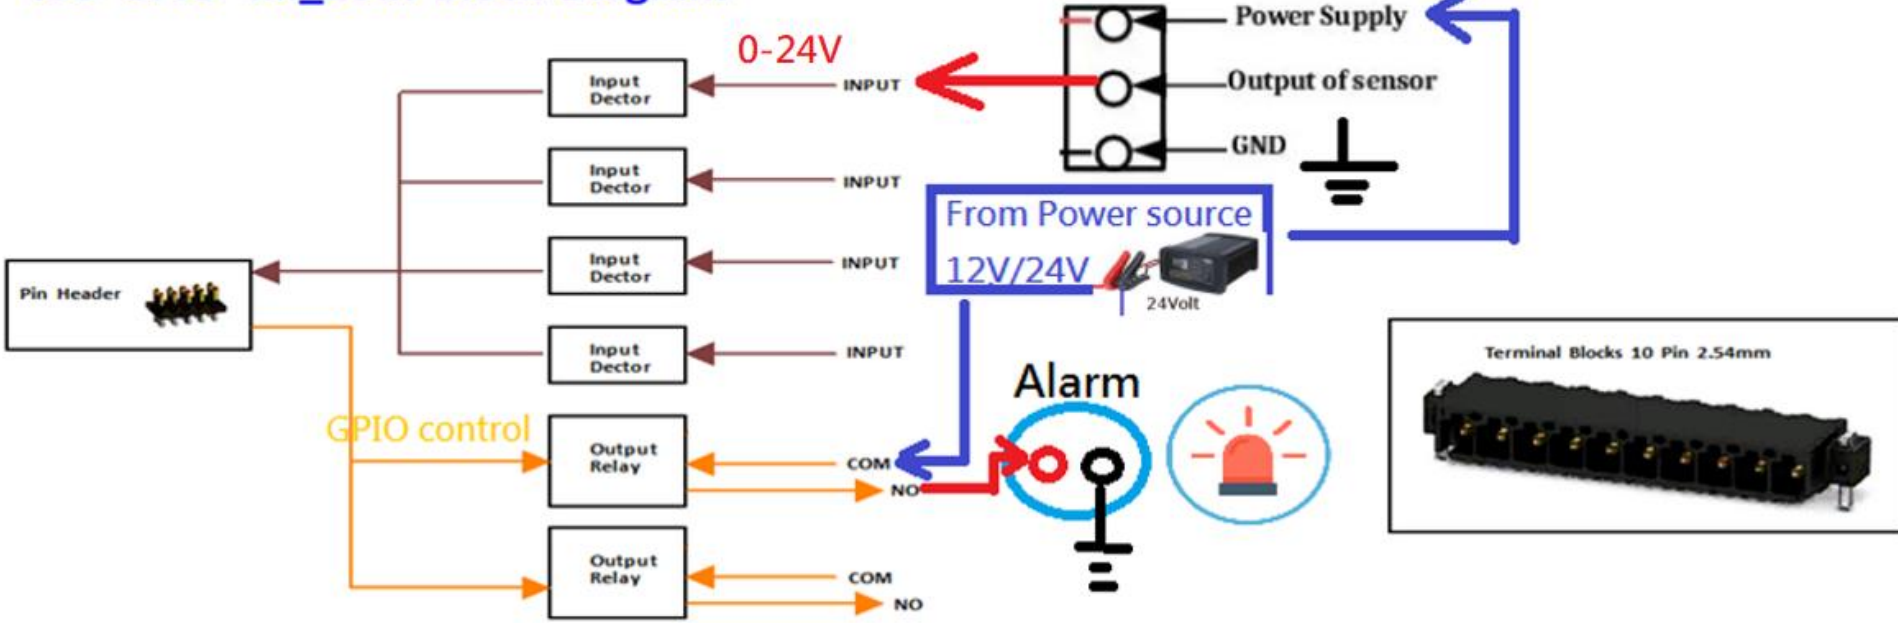 0-24V
Power Supply
Input
Dector
INPUT
Output of sensor
GND
Input
Dector
INPUT
From Power source
12V/24V
24Volt
Input
Dector
INPUT
Pin Header
Input
Dector
INPUT
Terminal Blocks 10 Pin 2.54mm
Alarm
GPIO control
Output
Relay
COM
NO
Output
Relay
COM
NO